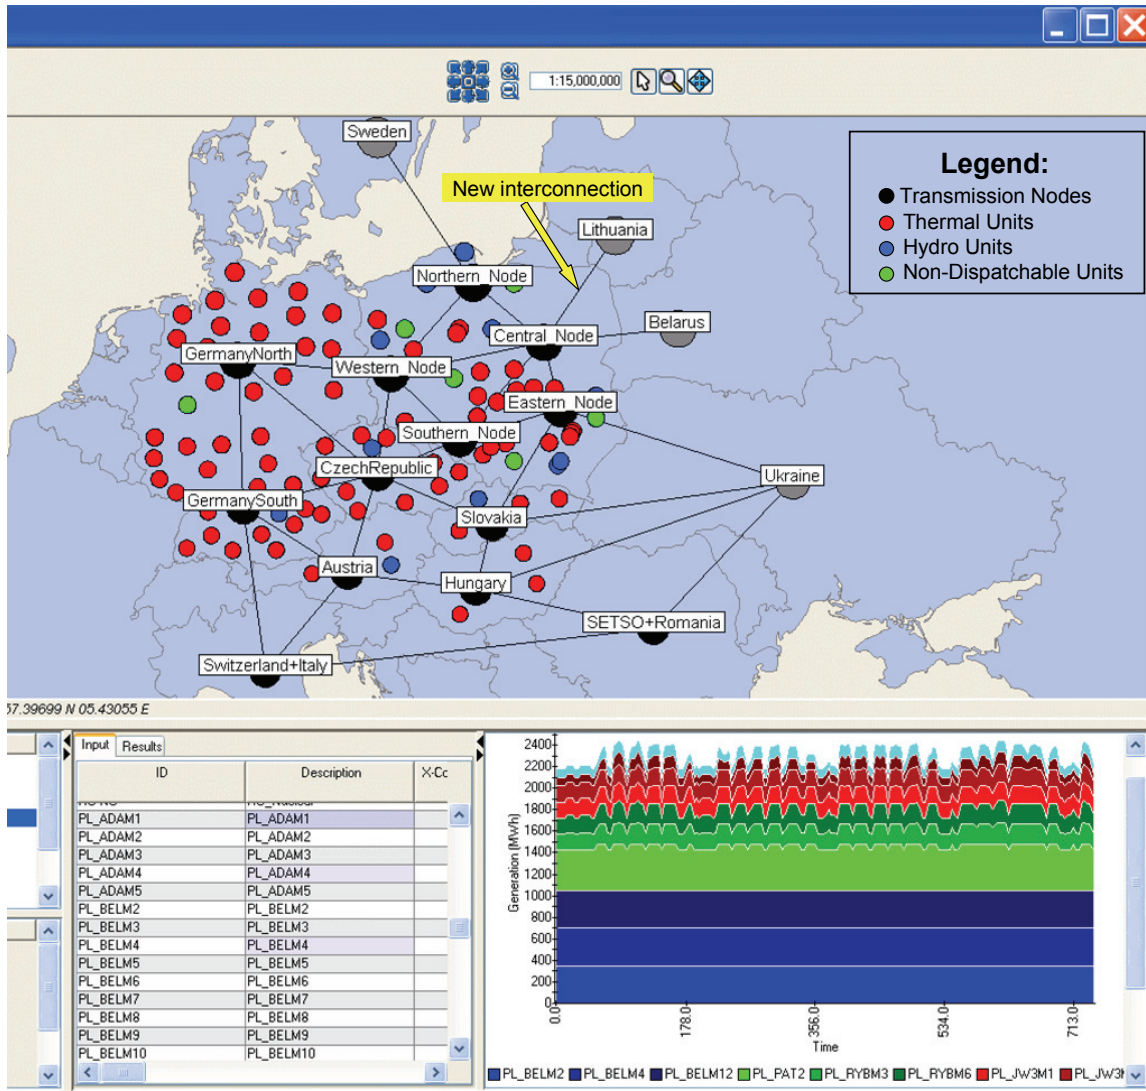 1:15,000,000
Sweden
Legend:
Transmission Nodes
Thermal Units
Hydro Units
Non-Dispatchable Units
New interconnection
Lithuania
Northern_Node
Belarus
Central_Node
GermanyNorth
Western_Node
Eastern_Node
Southern_Node
CzechRepublic
Ukraine
GermanySouth
Slovakia
Austria
Hungary
SETSO+Romania
Switzerland+Italy
57.39699 N 05.43055 E
Input Results
ID Description X-Cc
PL_ADAM1 PL_ADAM1
PL_ADAM2 PL_ADAM2
PL_ADAM3 PL_ADAM3
PL_ADAM4 PL_ADAM4
PL_ADAM5 PL_ADAM5
PL_BELM2 PL_BELM2
PL_BELM3 PL_BELM3
PL_BELM4 PL_BELM4
PL_BELM5 PL_BELM5
PL_BELM6 PL_BELM6
PL_BELM7 PL_BELM7
PL_BELM8 PL_BELM8
PL_BELM9 PL_BELM9
PL_BELM10 PL_BELM10
Generation (MWh)
2400
2200
2000
1800
1600
1400
1200
1000
800
600
400
200
0
0.0 178.0 356.0 534.0 713.0
Time
PL_BELM2 PL_BELM4 PL_BELM12 PL_PAT2 PL_RYBM3 PL_RYBM6 PL_JW3M1 PL_JW3